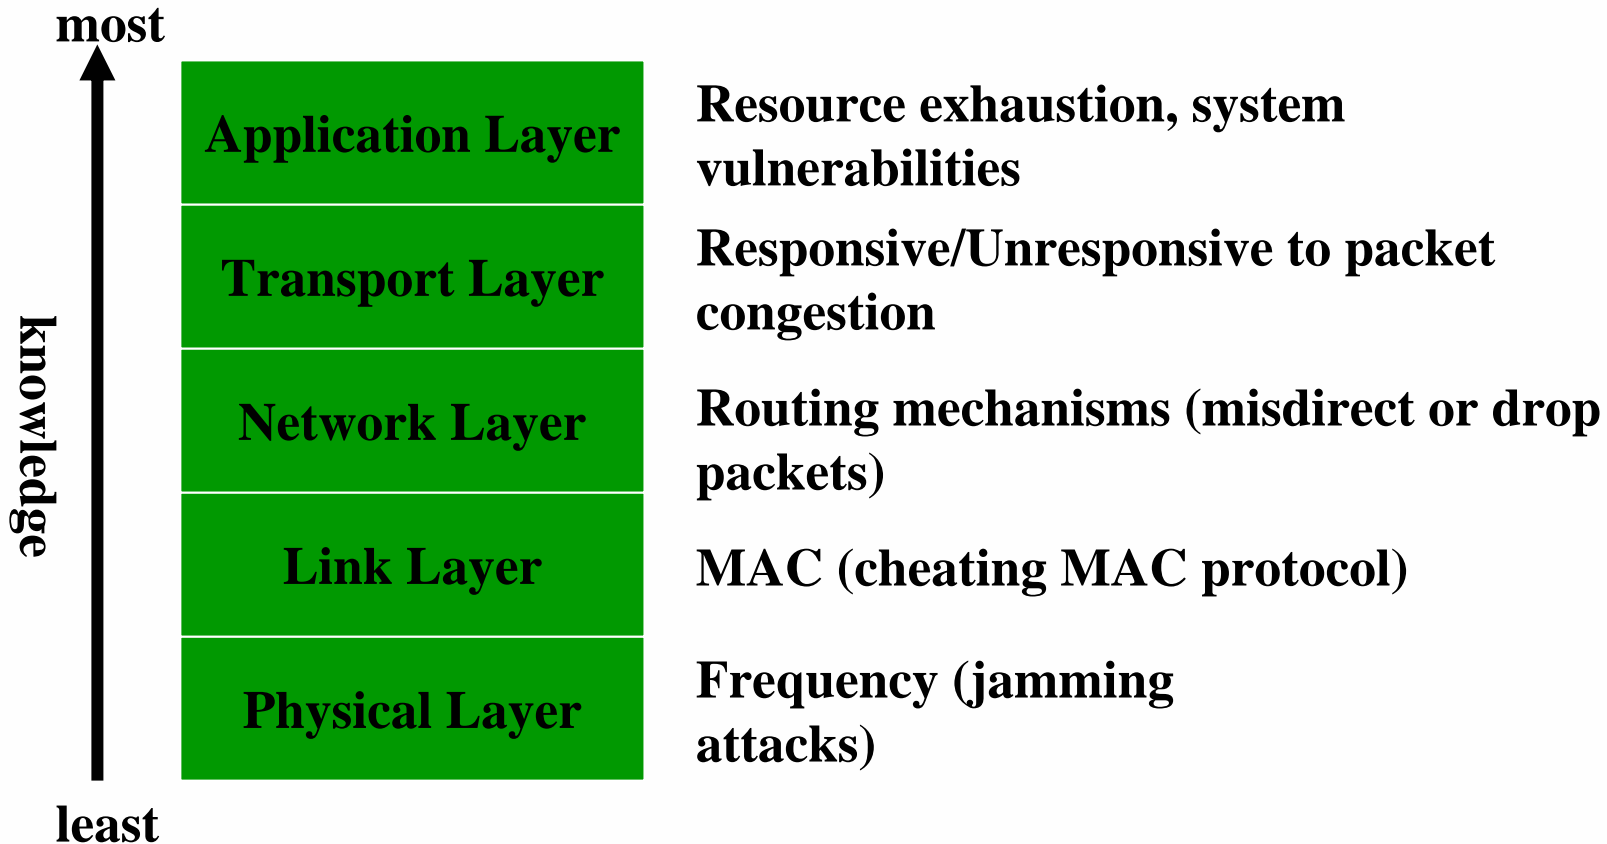 most
Application Layer
Resource exhaustion, system
vulnerabilities
Transport Layer
Responsive/Unresponsive to packet
congestion
knowledge
Network Layer
Routing mechanisms (misdirect or drop
packets)
Link Layer
MAC (cheating MAC protocol)
Physical Layer
Frequency (jamming
attacks)
least